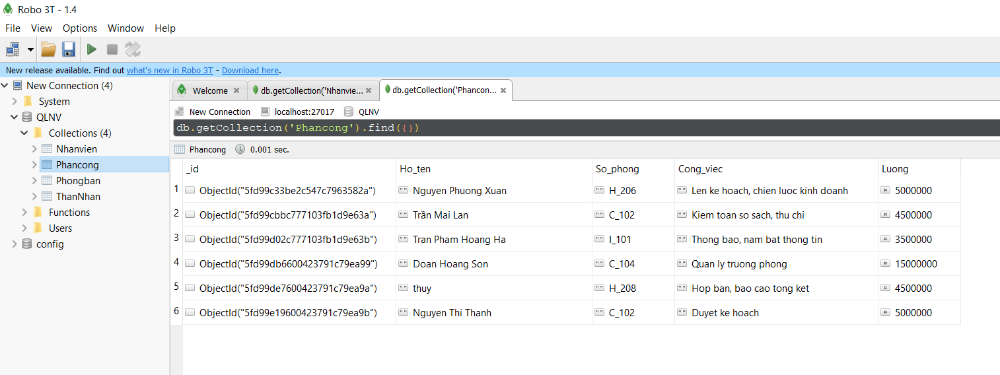 Robo 3T - 1.4
File View Options Window Help
New release available. Find out what's new in Robo 3T - Download here.
New Connection (4)
System
QLNV
Collections (4)
Nhanvien
Phancong
Phongban
ThanNhan
Functions
Users
config
Welcome db.getCollection('Nhanvie... db.getCollection('Phancon...
New Connection localhost:27017 QLNV
db.getCollection('Phancong').find({})
Phancong 0.001 sec.
_id Ho_ten So_phong Cong_viec Luong
1 ObjectId("5fd99c33be2c547c7963582a") Nguyen Phuong Xuan H_206 Len ke hoach, chien luoc kinh doanh 5000000
2 ObjectId("5fd99cbbc777103fb1d9e63a") Trần Mai Lan C_102 Kiem toan so sach, thu chi 4500000
3 ObjectId("5fd99d02c777103fb1d9e63b") Tran Pham Hoang Ha I_101 Thong bao, nam bat thong tin 3500000
4 ObjectId("5fd99db6600423791c79ea99") Doan Hoang Son C_104 Quan ly truong phong 15000000
5 ObjectId("5fd99de7600423791c79ea9a") thuy H_208 Hop ban, bao cao tong ket 4500000
6 ObjectId("5fd99e19600423791c79ea9b") Nguyen Thi Thanh C_102 Duyet ke hoach 5000000